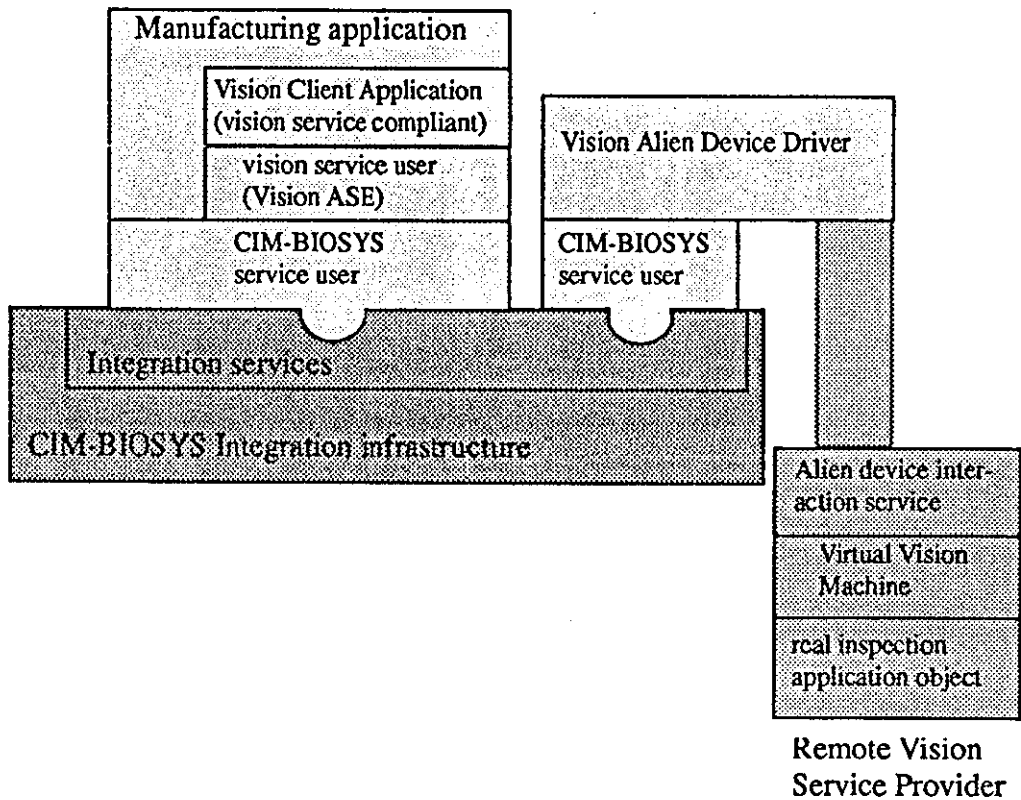 Manufacturing application
Vision Client Application
(vision service compliant)
vision service user
(Vision ASE)
CIM-BIOSYS
service user
Vision Alien Device Driver
CIM-BIOSYS
service user
Integration services
CIM-BIOSYS Integration infrastructure
Alien device inter-
action service
Virtual Vision
Machine
real inspection
application object
Remote Vision
Service Provider